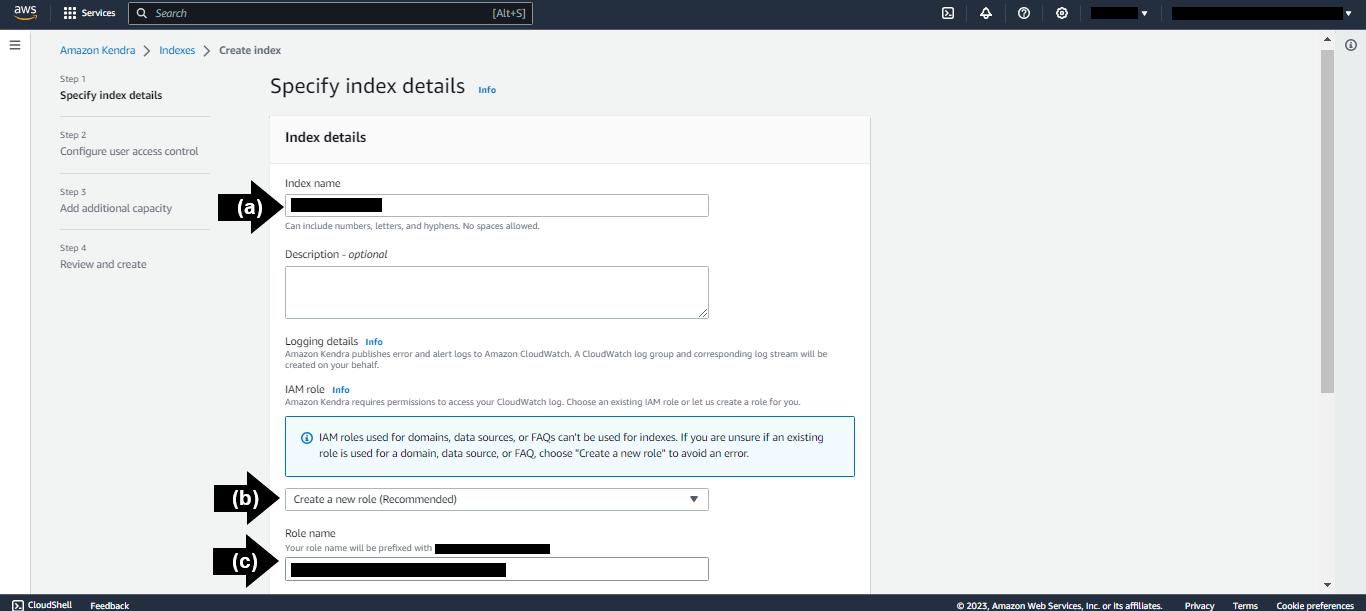 aws
Services
Search [Alt+S]
Amazon Kendra > Indexes > Create index
Step 1
Specify index details
Step 2
Configure user access control
Step 3
Add additional capacity
Step 4
Review and create
Specify index details Info
Index details
Index name
(a)
Can include numbers, letters, and hyphens. No spaces allowed.
Description - optional
Logging details Info
Amazon Kendra publishes error and alert logs to Amazon CloudWatch. A CloudWatch log group and corresponding log stream will be
created on your behalf.
IAM role Info
Amazon Kendra requires permissions to access your CloudWatch log. Choose an existing IAM role or let us create a role for you.
IAM roles used for domains, data sources, or FAQs can't be used for indexes. If you are unsure if an existing
role is used for a domain, data source, or FAQ, choose "Create a new role" to avoid an error.
(b)
Create a new role (Recommended)
Role name
Your role name will be prefixed with
(c)
CloudShell Feedback © 2023, Amazon Web Services, Inc. or its affiliates. Privacy Terms Cookie preferences